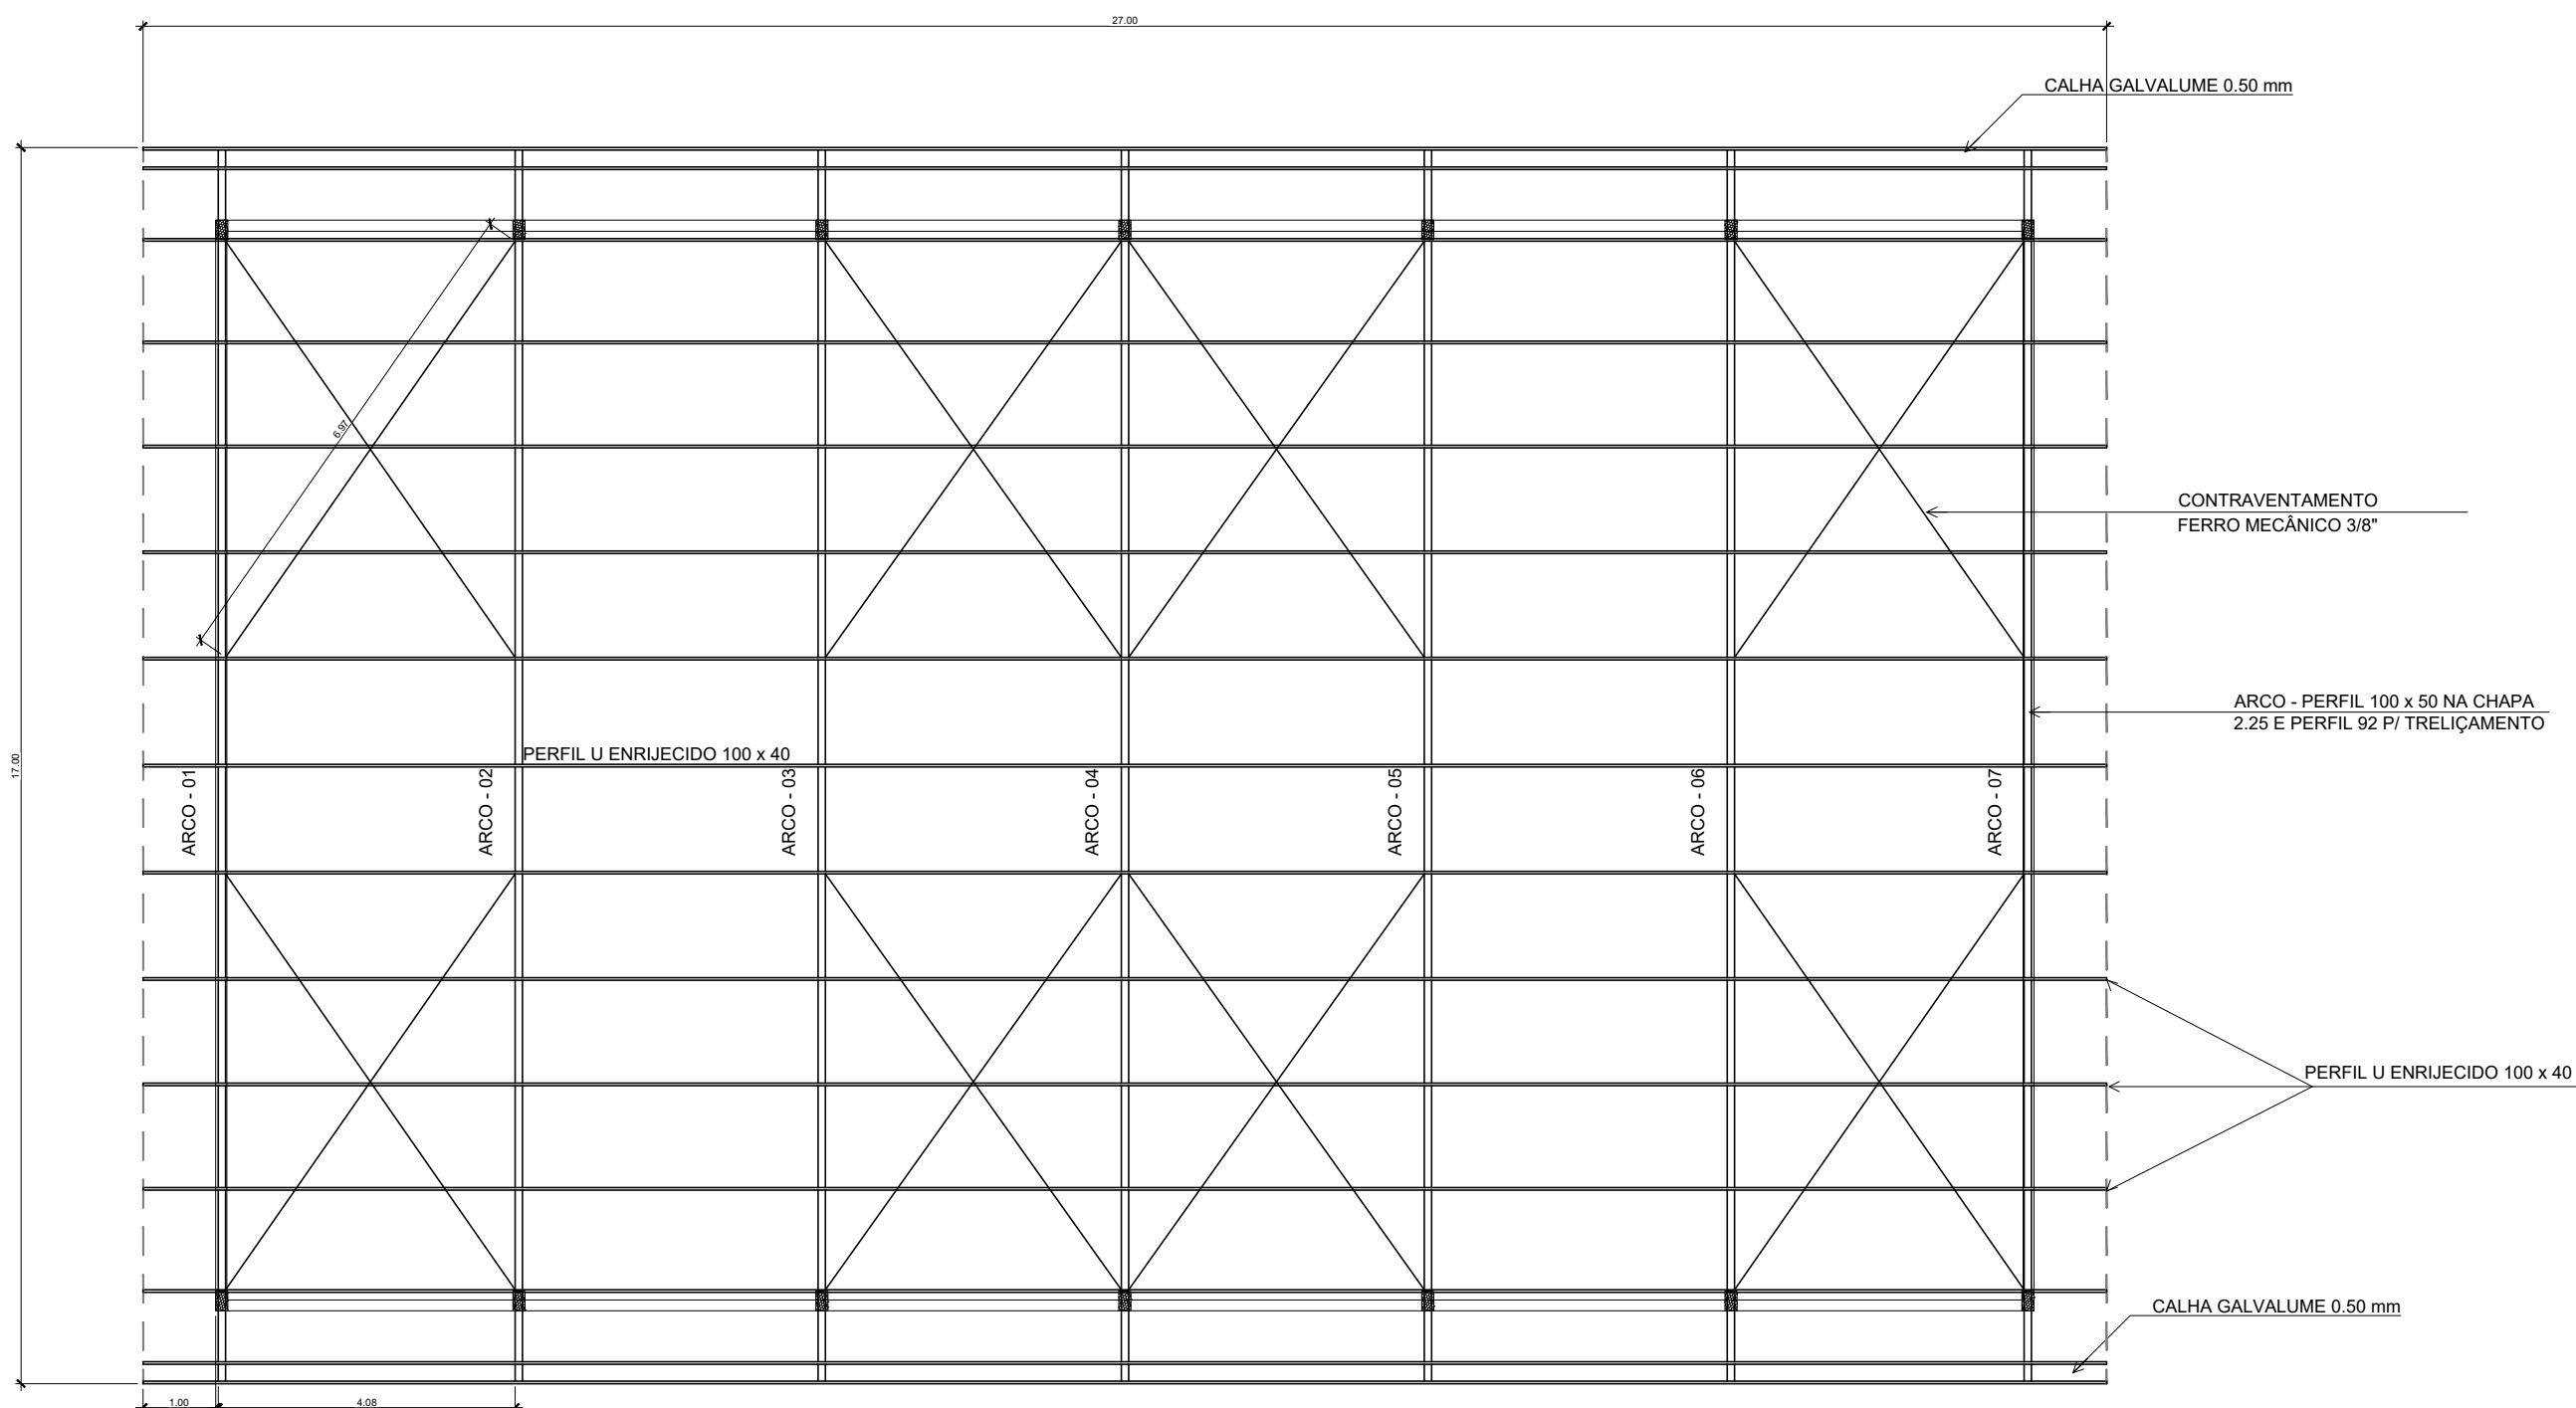 27.00
CALHA GALVALUME 0.50 mm
6.97
CONTRAVENTAMENTO
FERRO MECÂNICO 3/8"
ARCO - PERFIL 100 x 50 NA CHAPA
2.25 E PERFIL 92 P/ TRELIÇAMENTO
PERFIL U ENRIJECIDO 100 x 40
17.00
ARCO - 01
ARCO - 02
ARCO - 03
ARCO - 04
ARCO - 05
ARCO - 06
ARCO - 07
PERFIL U ENRIJECIDO 100 x 40
CALHA GALVALUME 0.50 mm
1.00
4.08